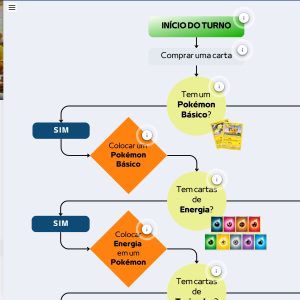 INÍCIO DO TURNO
Comprar uma carta
Tem um
Pokémon
Básico?
SIM
Colocar um
Pokémon
Básico
Tem cartas
de
Energia?
SIM
Colocar
Energia
em um
Pokémon
Tem cartas
de